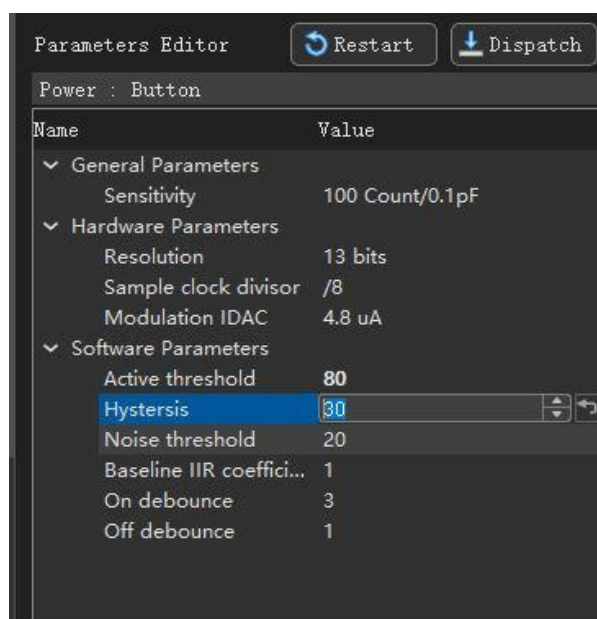 Parameters Editor Restart Dispatch
Power : Button
Name Value
General Parameters
Sensitivity 100 Count/0.1pF
Hardware Parameters
Resolution 13 bits
Sample clock divisor /8
Modulation IDAC 4.8 uA
Software Parameters
Active threshold 80
Hystersis 30
Noise threshold 20
Baseline IIR coeffici... 1
On debounce 3
Off debounce 1